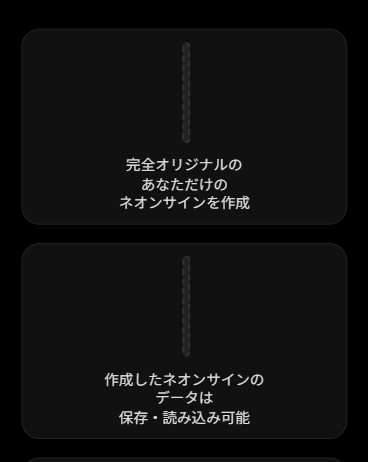 完全オリジナルの
あなただけの
ネオンサインを作成
作成したネオンサインの
データは
保存・読み込み可能